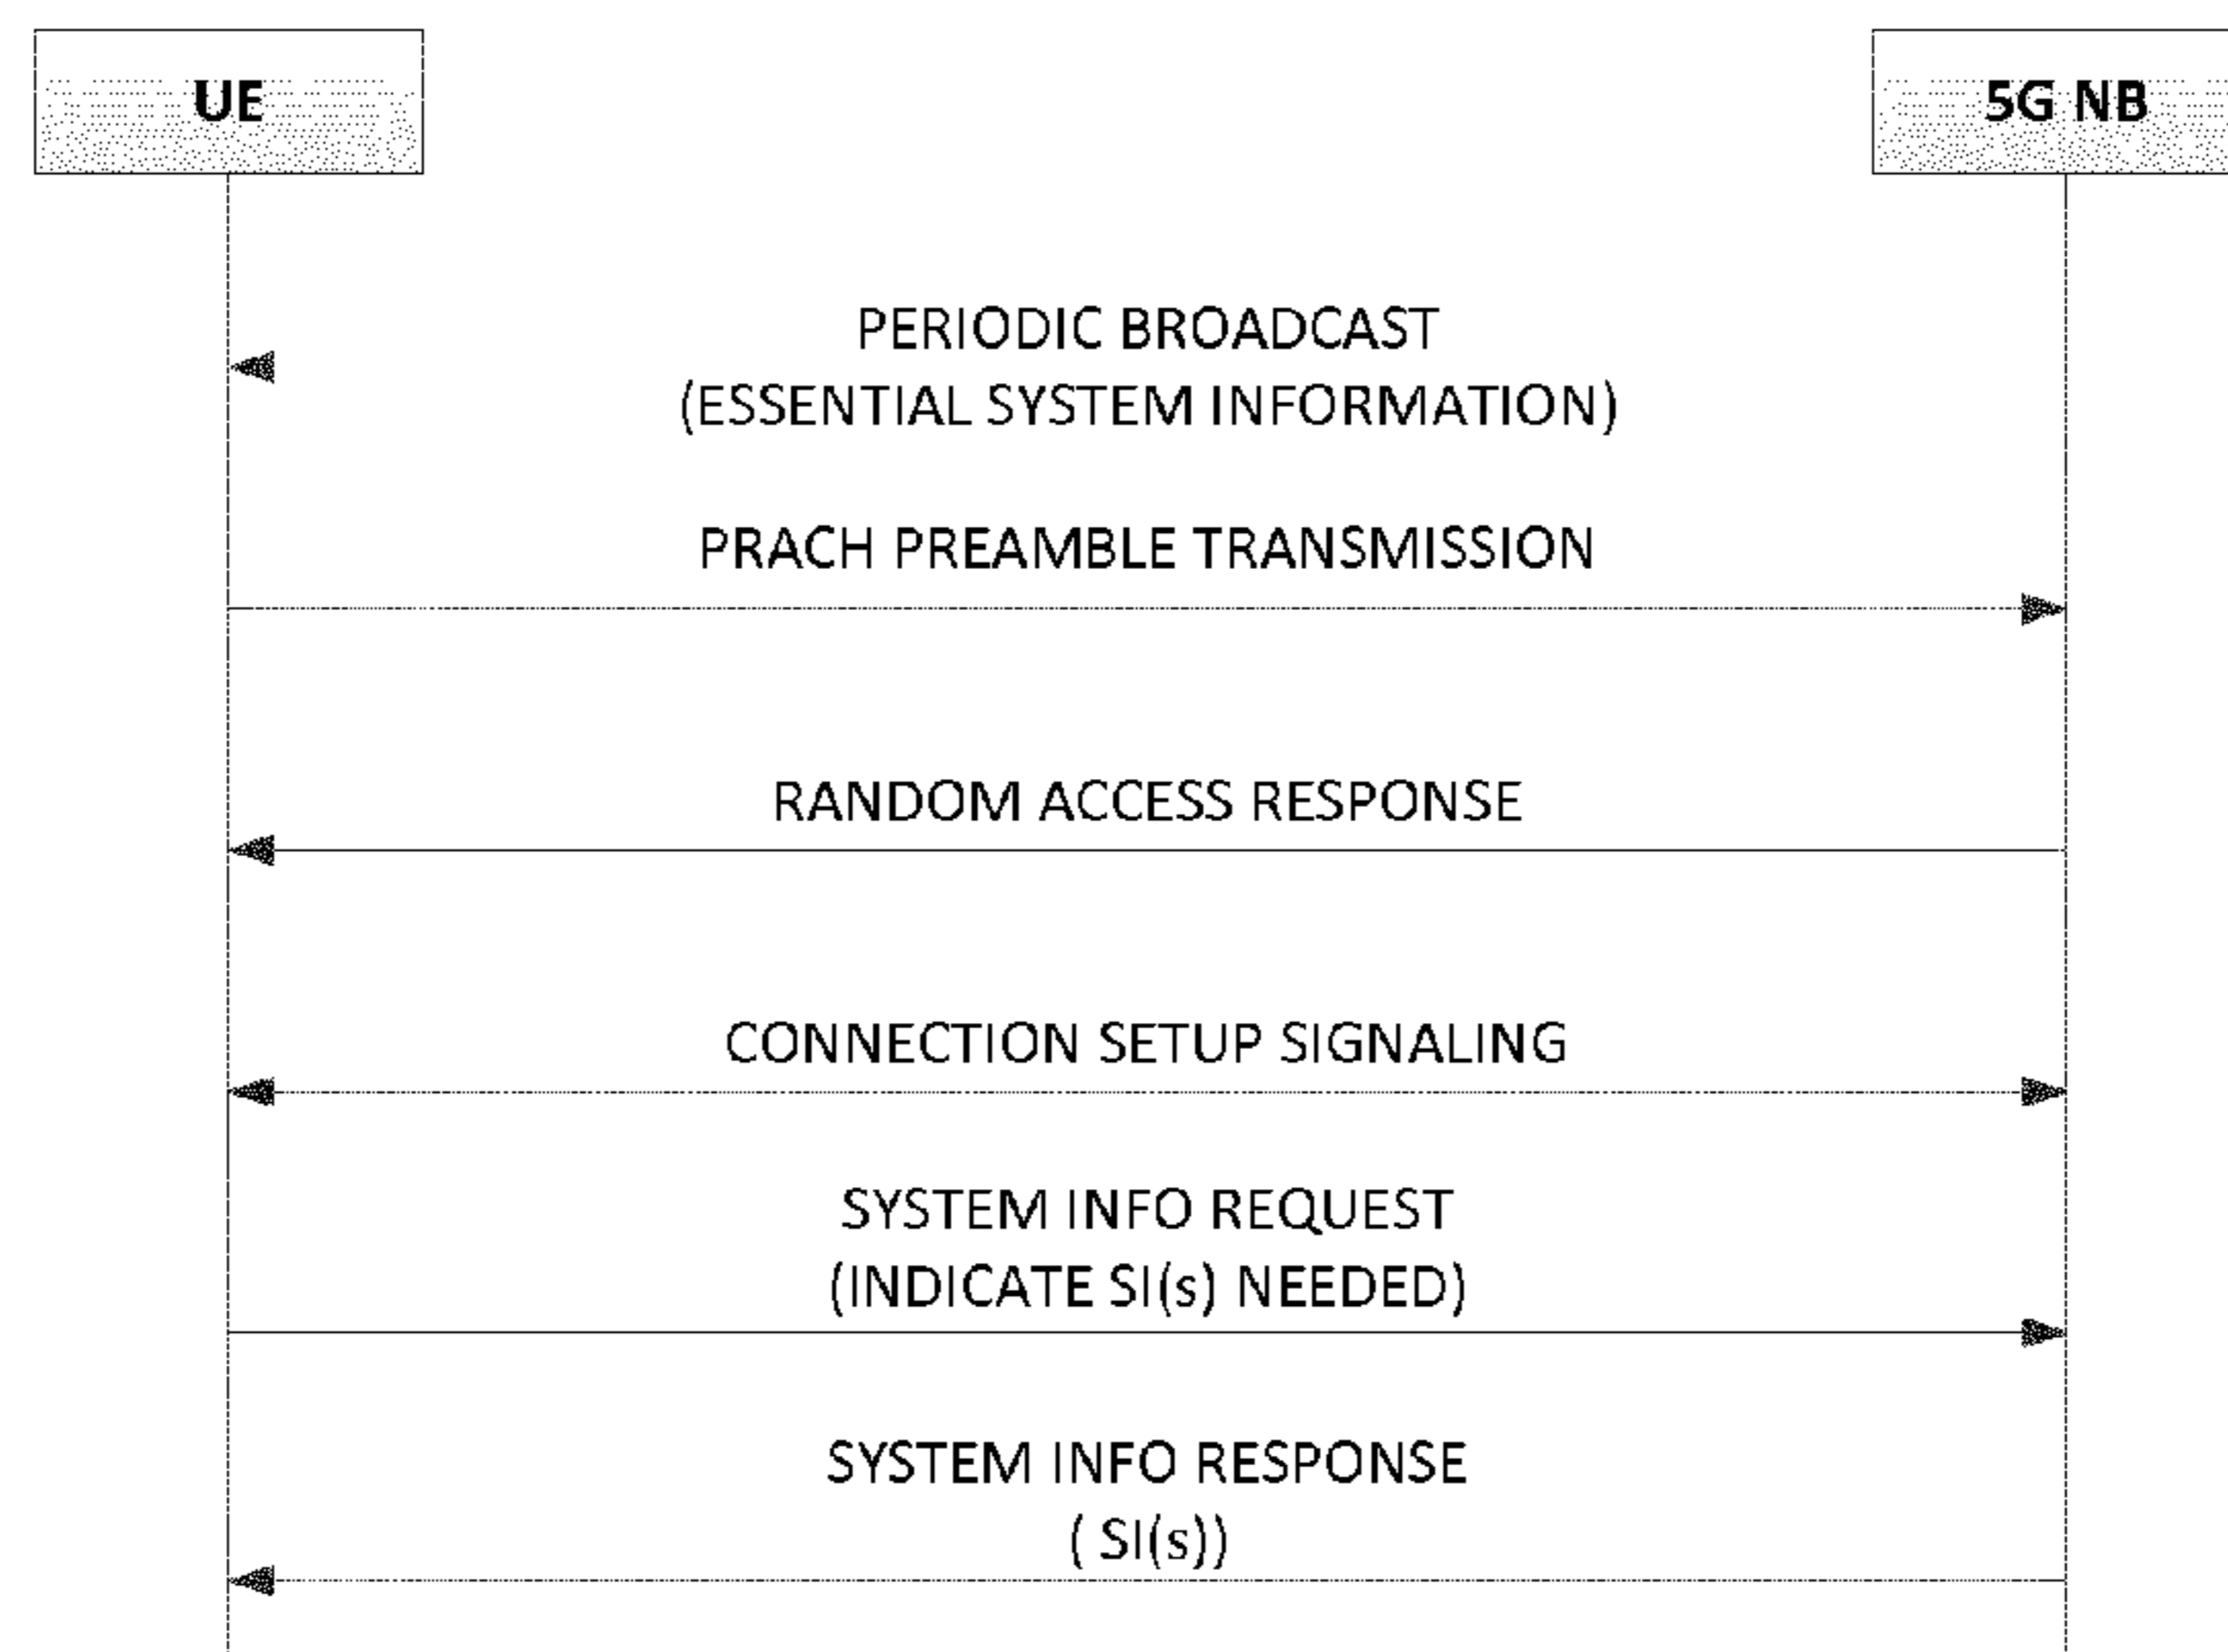 UE
5G NB
PERIODIC BROADCAST
(ESSENTIAL SYSTEM INFORMATION)
PRACH PREAMBLE TRANSMISSION
RANDOM ACCESS RESPONSE
CONNECTION SETUP SIGNALING
SYSTEM INFO REQUEST
(INDICATE SI(s) NEEDED)
SYSTEM INFO RESPONSE
( SI(s))